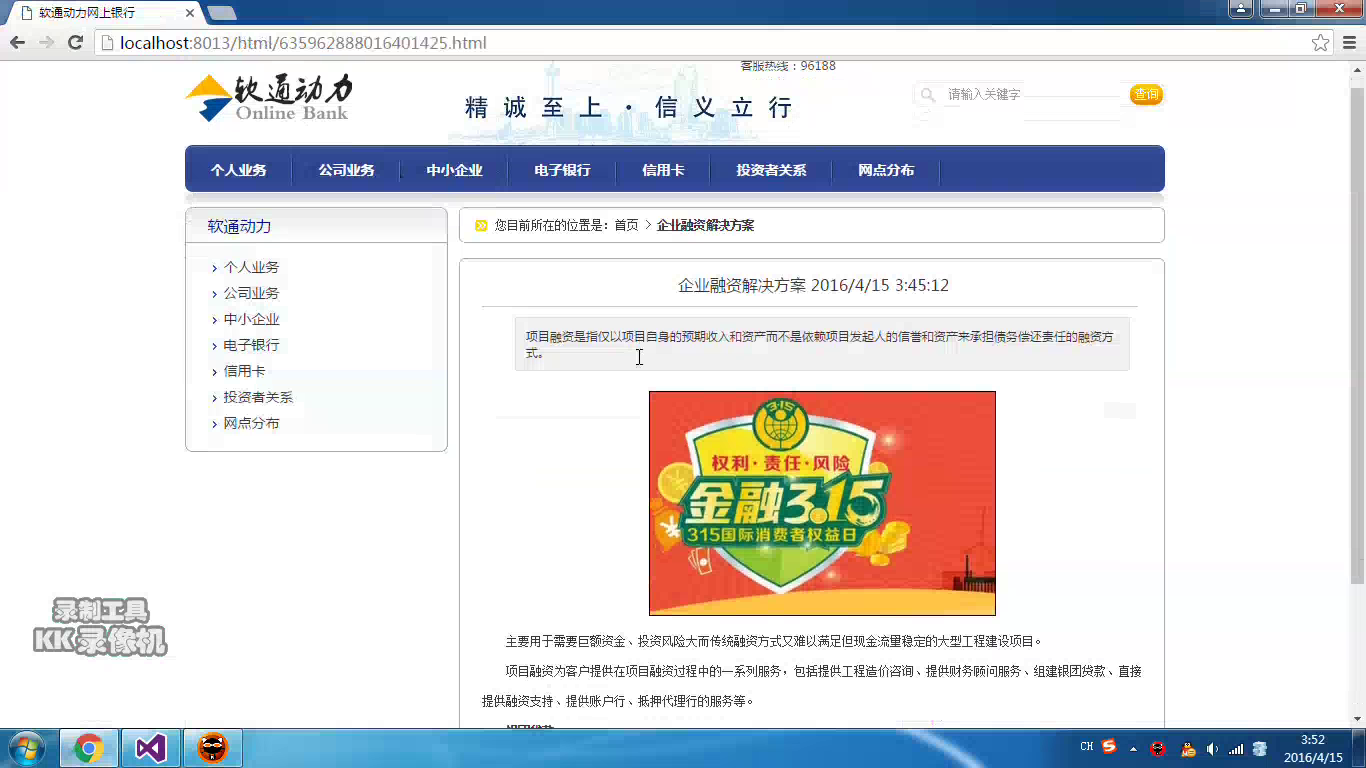 软通动力网上银行
localhost:8013/html/635962888016401425.html
客服热线：96188
软通动力
Online Bank
精诚至上·信义立行
请输入关键字
查询
个人业务 公司业务 中小企业 电子银行 信用卡 投资者关系 网点分布
软通动力
个人业务
公司业务
中小企业
电子银行
信用卡
投资者关系
网点分布
您目前所在的位置是：首页 > 企业融资解决方案
企业融资解决方案 2016/4/15 3:45:12
项目融资是指仅以项目自身的预期收入和资产而不是依赖项目发起人的信誉和资产来承担债务偿还责任的融资方
式。
3·15
权利·责任·风险
金融3.15
315国际消费者权益日
主要用于需要巨额资金、投资风险大而传统融资方式又难以满足但现金流量稳定的大型工程建设项目。
项目融资为客户提供在项目融资过程中的一系列服务，包括提供工程造价咨询、提供财务顾问服务、组建银团贷款、直接
提供融资支持、提供账户行、抵押代理行的服务等。
录制工具
KK录像机
CH
3:52
2016/4/15